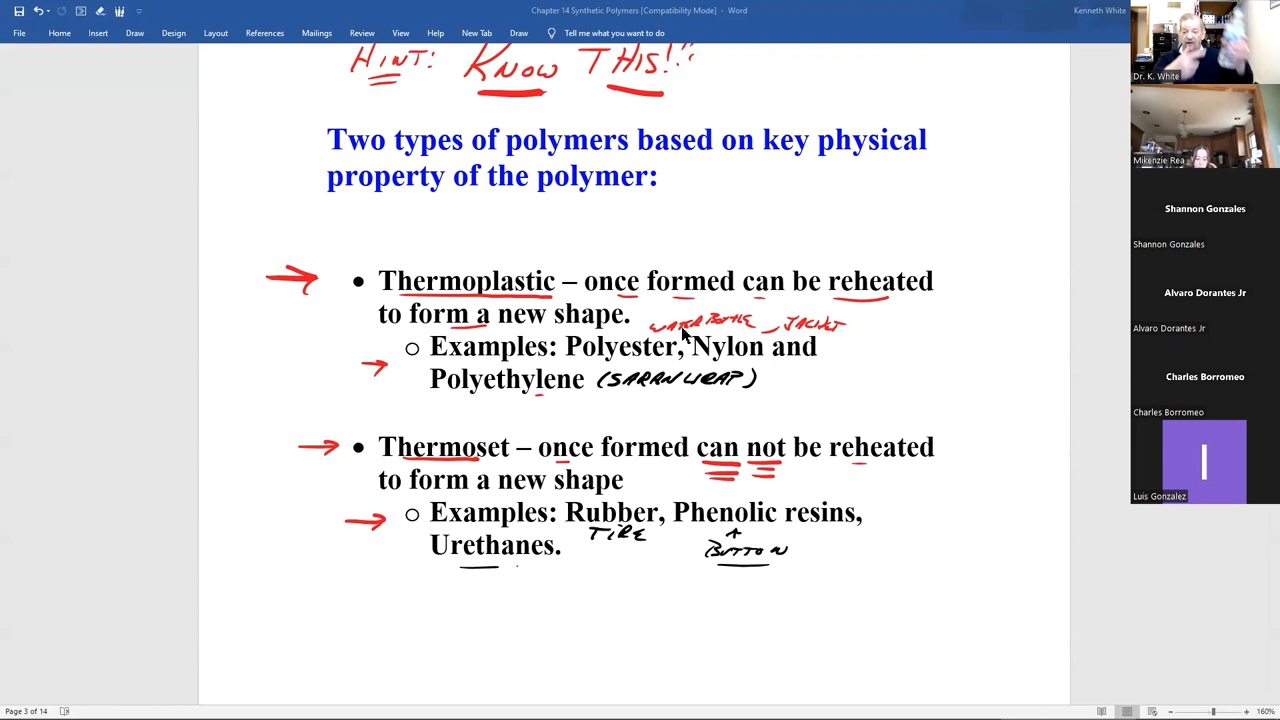 Chapter 14 Synthetic Polymers [Compatibility Mode] - Word
Kenneth White
File Home Insert Draw Design Layout References Mailings Review View Help New Tab Draw Tell me what you want to do
HINT: KNOW THIS!!
Two types of polymers based on key physical
property of the polymer:
• Thermoplastic – once formed can be reheated
to form a new shape.
WATER BOTTLE JACKET
o Examples: Polyester, Nylon and
Polyethylene (SARAN WRAP)
• Thermoset – once formed can not be reheated
to form a new shape
o Examples: Rubber, Phenolic resins,
TIRE
Urethanes.
BUTTON
Dr. K. White
Mikenzie Rea
Shannon Gonzales
Shannon Gonzales
Alvaro Dorantes Jr
Alvaro Dorantes Jr
Charles Borromeo
Charles Borromeo
I
Luis Gonzalez
Page 3 of 14
160%